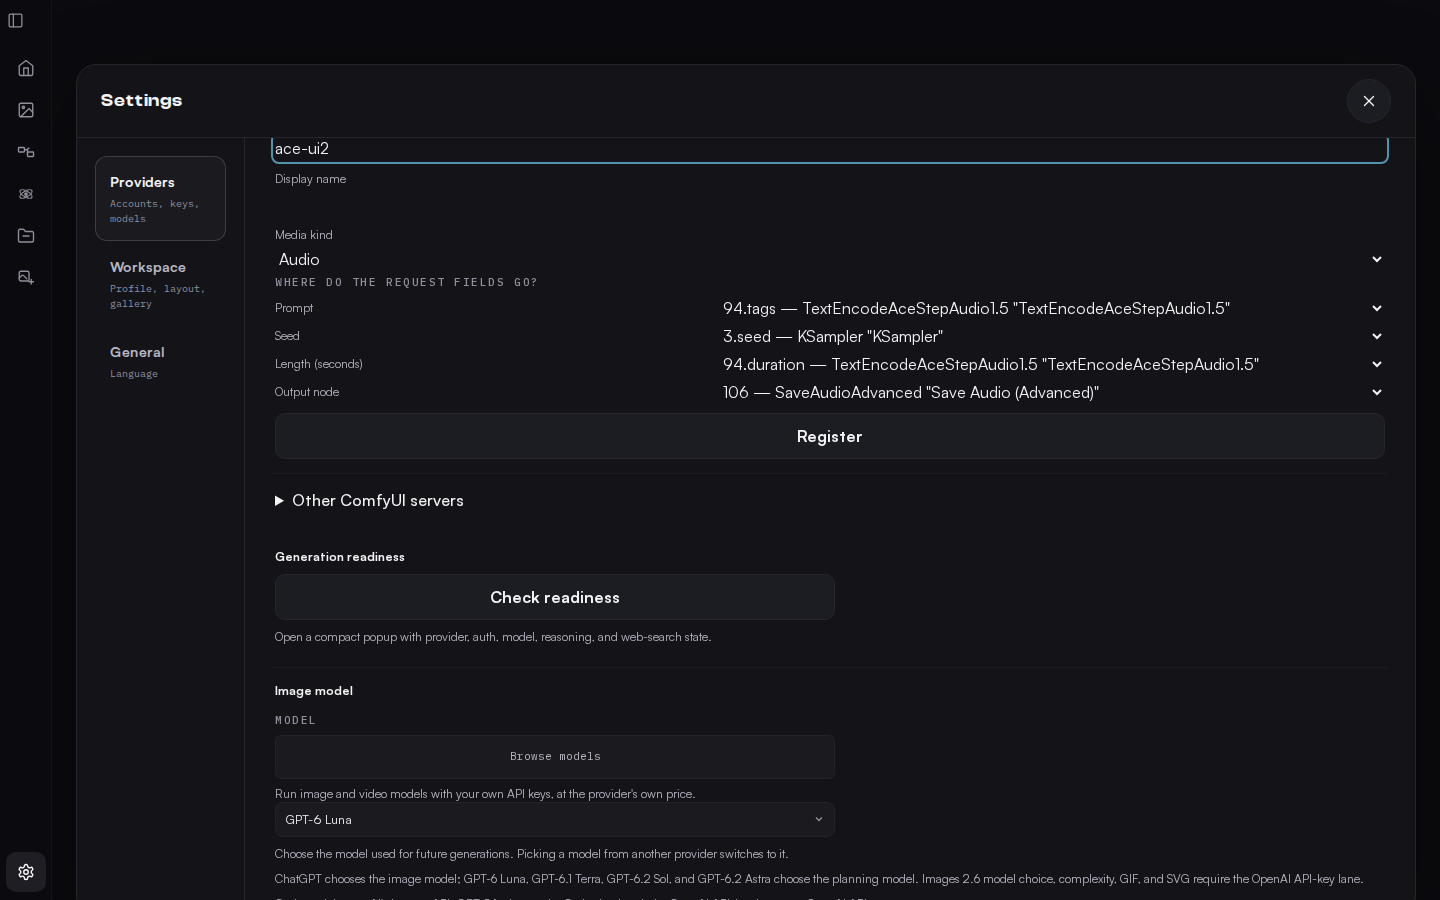 Settings
Providers
Accounts, keys,
models
Workspace
Profile, layout,
gallery
General
Language
ace-ui2
Display name
Media kind
Audio
WHERE DO THE REQUEST FIELDS GO?
Prompt
94.tags — TextEncodeAceStepAudio1.5 "TextEncodeAceStepAudio1.5"
Seed
3.seed — KSampler "KSampler"
Length (seconds)
94.duration — TextEncodeAceStepAudio1.5 "TextEncodeAceStepAudio1.5"
Output node
106 — SaveAudioAdvanced "Save Audio (Advanced)"
Register
Other ComfyUI servers
Generation readiness
Check readiness
Open a compact popup with provider, auth, model, reasoning, and web-search state.
Image model
MODEL
Browse models
Run image and video models with your own API keys, at the provider's own price.
GPT-6 Luna
Choose the model used for future generations. Picking a model from another provider switches to it.
ChatGPT chooses the image model; GPT-6 Luna, GPT-6.1 Terra, GPT-6.2 Sol, and GPT-6.2 Astra choose the planning model. Images 2.6 model choice, complexity, GIF, and SVG require the OpenAI API-key lane.